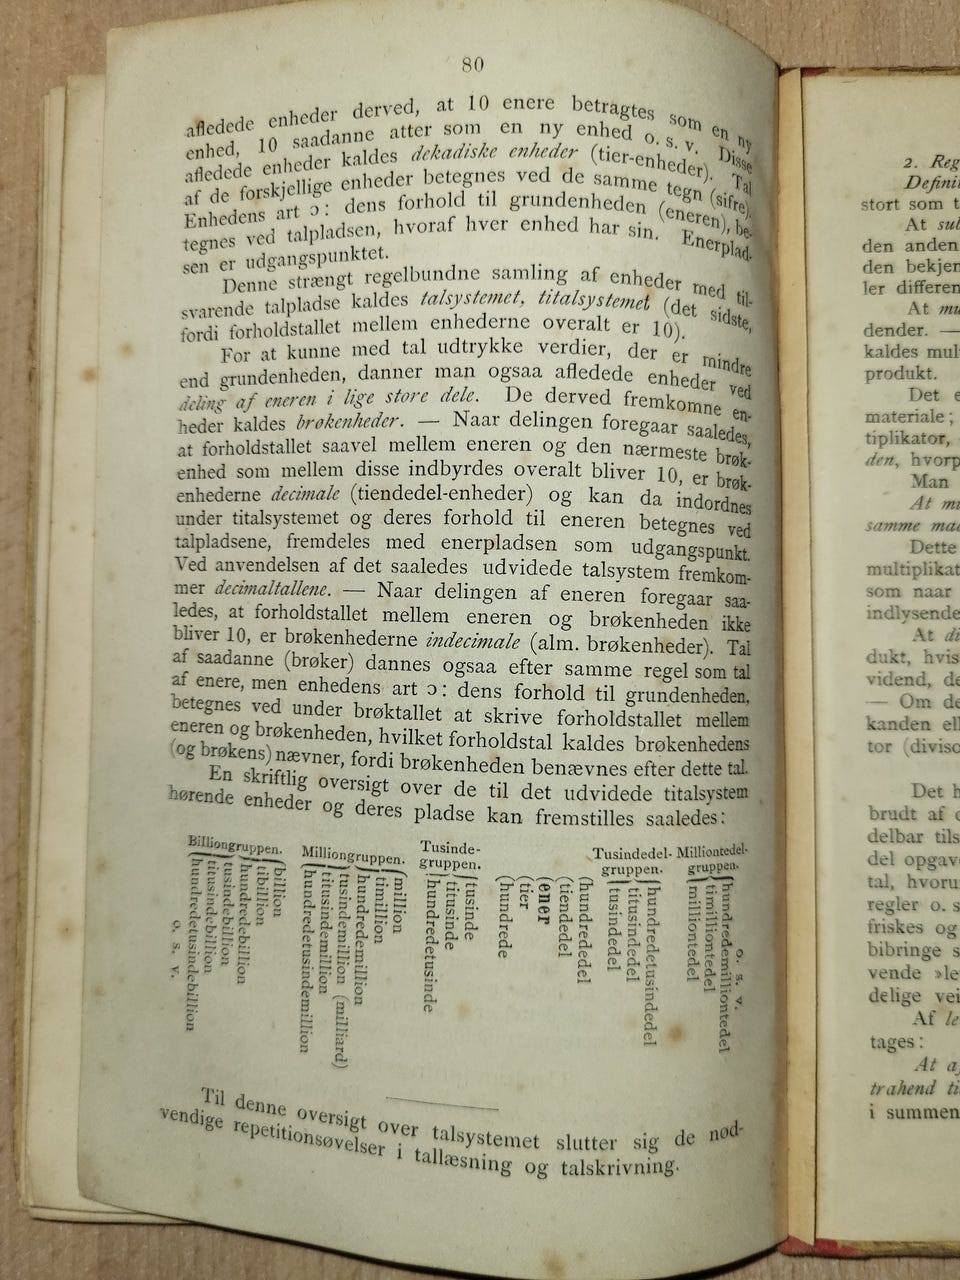 80
afledede enheder derved, at 10 enere betragtes som en ny
enhed, 10 saadanne atter som en ny enhed o. s. v. Disse
afledede enheder kaldes dekadiske enheder (tier-enheder). Tal
af de forskjellige enheder betegnes ved de samme tegn (sifre).
Enhedens art ɔ: dens forhold til grundenheden (eneren), be-
tegnes ved talpladsen, hvoraf hver enhed har sin. Enerplad-
sen er udgangspunktet.
Denne strængt regelbundne samling af enheder med til-
svarende talpladse kaldes talsystemet, titalsystemet (det sidste,
fordi forholdstallet mellem enhederne overalt er 10).
For at kunne med tal udtrykke verdier, der er mindre
end grundenheden, danner man ogsaa afledede enheder ved
deling af eneren i lige store dele. De derved fremkomne en-
heder kaldes brøkenheder. — Naar delingen foregaar saaledes,
at forholdstallet saavel mellem eneren og den nærmeste brøk-
enhed som mellem disse indbyrdes overalt bliver 10, er brøk-
enhederne decimale (tiendedel-enheder) og kan da indordnes
under titalsystemet og deres forhold til eneren betegnes ved
talpladsene, fremdeles med enerpladsen som udgangspunkt.
Ved anvendelsen af det saaledes udvidede talsystem fremkom-
mer decimaltallene. — Naar delingen af eneren foregaar saa-
ledes, at forholdstallet mellem eneren og brøkenheden ikke
bliver 10, er brøkenhederne indecimale (alm. brøkenheder). Tal
af saadanne (brøker) dannes ogsaa efter samme regel som tal
af enere, men enhedens art ɔ: dens forhold til grundenheden,
betegnes ved under brøktallet at skrive forholdstallet mellem
eneren og brøkenheden, hvilket forholdstal kaldes brøkenhedens
(og brøkens) nævner, fordi brøkenheden benævnes efter dette tal.
En skriftlig oversigt over de til det udvidede titalsystem
hørende enheder og deres pladse kan fremstilles saaledes:
Billiongruppen.
Milliongruppen.
Tusinde-
gruppen.
Tusindedel-
gruppen.
Milliontedel-
gruppen.
o. s. v.
hundredetusindebillion
titusindebillion
tusindebillion
hundredebillion
tibillion
billion
hundredetusindemillion
titusindemillion
tusindemillion (milliard)
hundredemillion
timillion
million
hundredetusinde
titusinde
tusinde
hundrede
tier
ener
tiendedel
hundrededel
tusindedel
titusindedel
hundredetusindedel
milliontedel
timilliontedel
hundredemilliontedel
o. s. v.
Til denne oversigt over talsystemet slutter sig de nød-
vendige repetitionsøvelser i tallæsning og talskrivning.
2. Reg
Defini
stort som t
At sub
den anden
den bekjen
ler differen
At mu
dender. —
kaldes mul
produkt.
Det e
materiale;
tiplikator,
den, hvorp
Man
At mu
samme maa
Dette
multiplikat
som naar
indlysende
At di
dukt, hvis
vidend, de
— Om de
kanden ell
tor (diviso
Det h
brudt af
delbar tils
del opgav
tal, hvoru
regler o. s
friskes og
bibringe s
vende »le
delige vei
Af le
tages:
At a
trahend ti
i summen